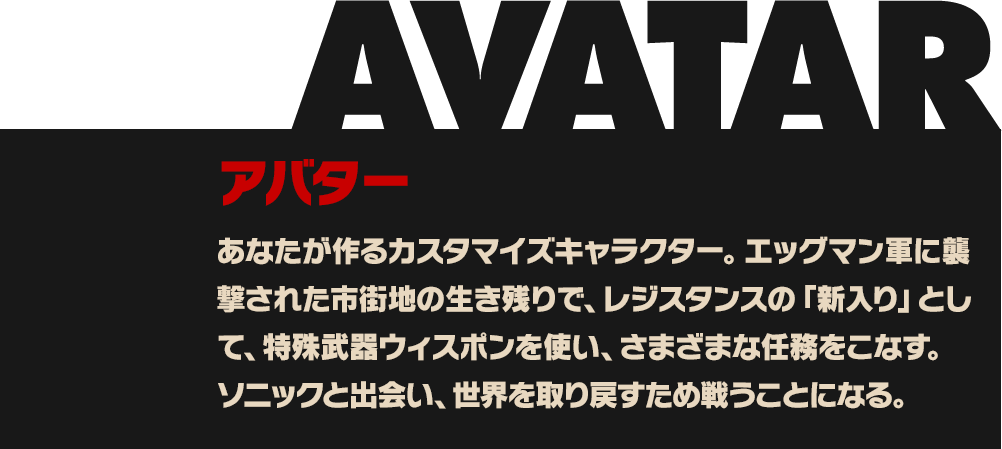 AVATAR
アバター
あなたが作るカスタマイズキャラクター。エッグマン軍に襲
撃された市街地の生き残りで、レジスタンスの「新入り」とし
て、特殊武器ウィスポンを使い、さまざまな任務をこなす。
ソニックと出会い、世界を取り戻すため戦うことになる。